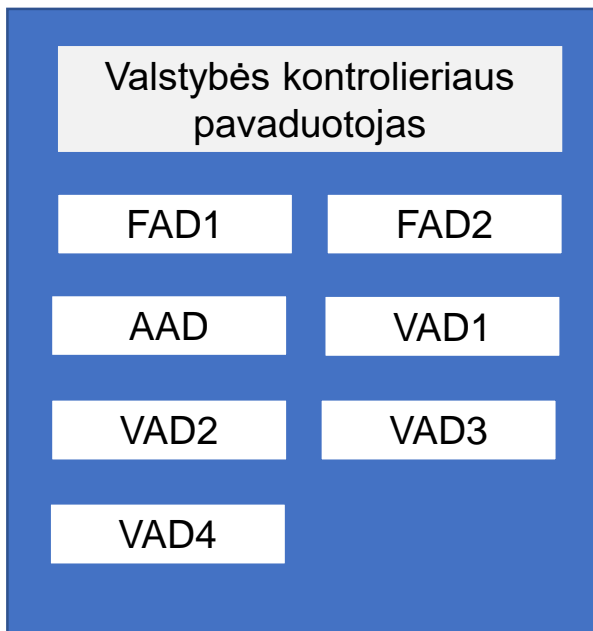 Valstybės kontrolieriaus
pavaduotojas
FAD1 FAD2
AAD VAD1
VAD2 VAD3
VAD4